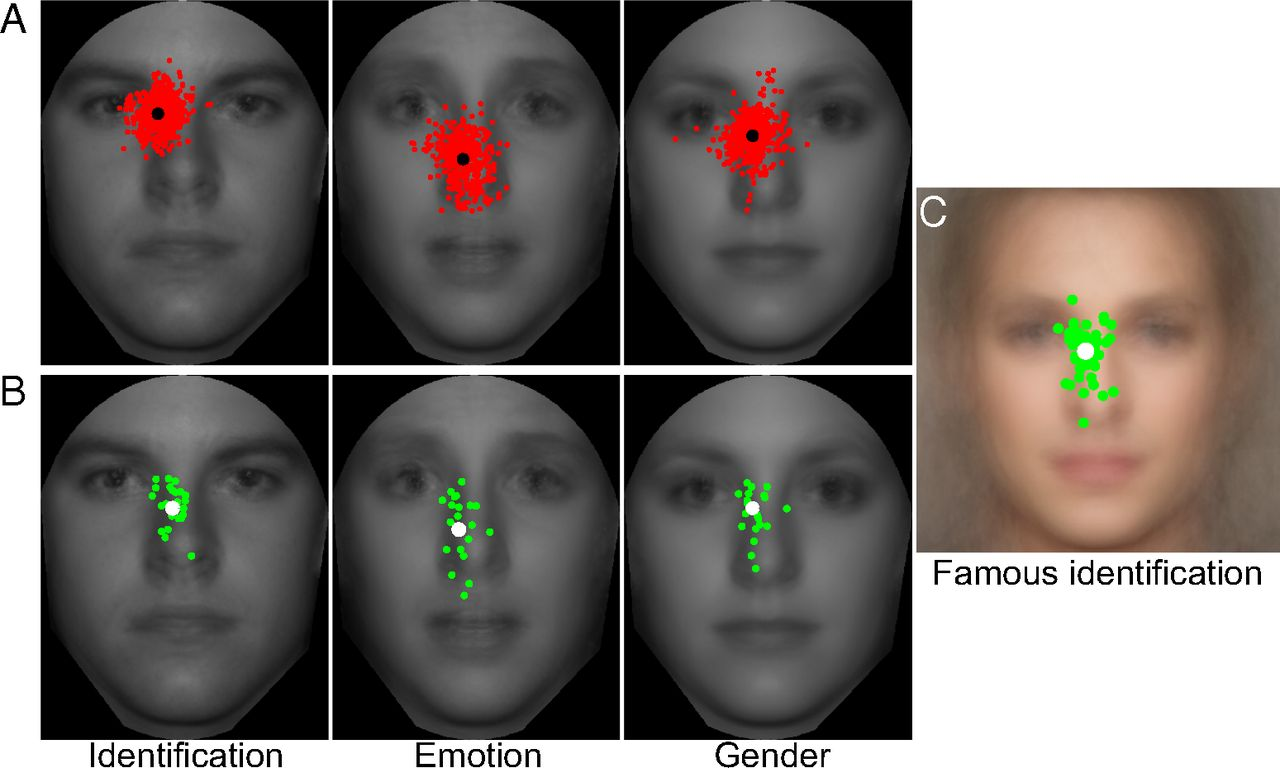 A
B
C
Identification
Emotion
Gender
Famous identification